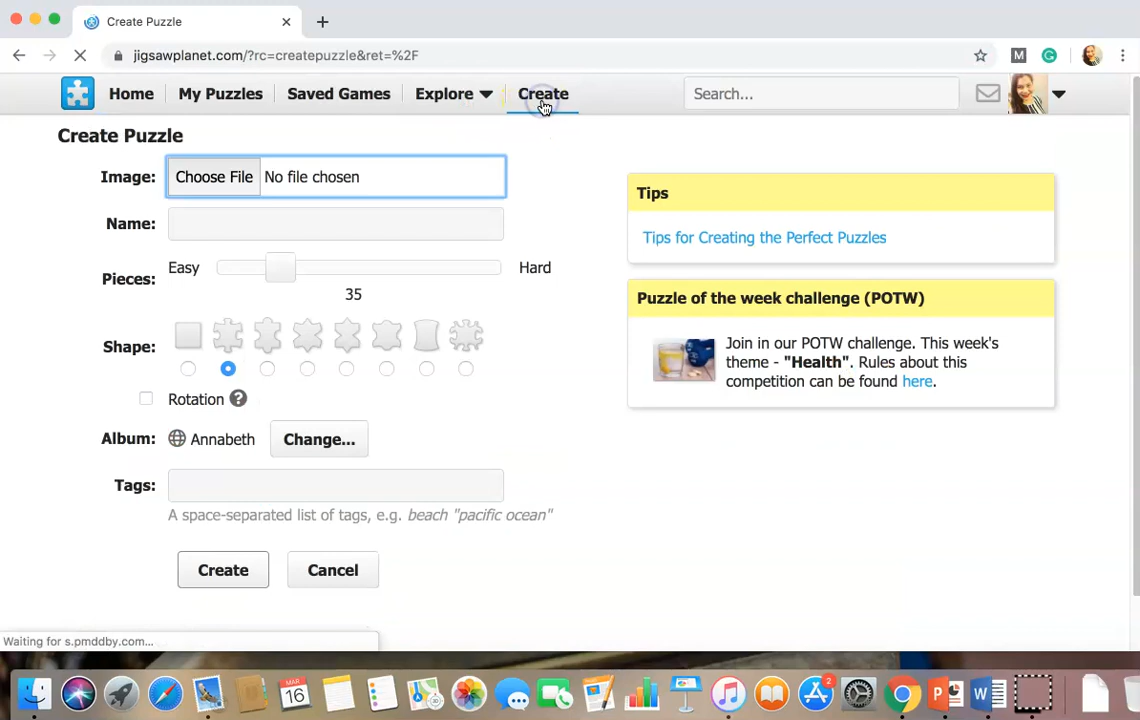 Create Puzzle
jigsawplanet.com/?rc=createpuzzle&ret=%2F
M
Home My Puzzles Saved Games Explore Create Search...
Create Puzzle
Image: Choose File No file chosen
Name:
Pieces: Easy Hard
35
Shape:
Rotation ?
Album: Annabeth Change...
Tags:
A space-separated list of tags, e.g. beach "pacific ocean"
Create Cancel
Tips
Tips for Creating the Perfect Puzzles
Puzzle of the week challenge (POTW)
Join in our POTW challenge. This week's
theme - "Health". Rules about this
competition can be found here.
Waiting for s.pmddby.com...
MAR
16
2